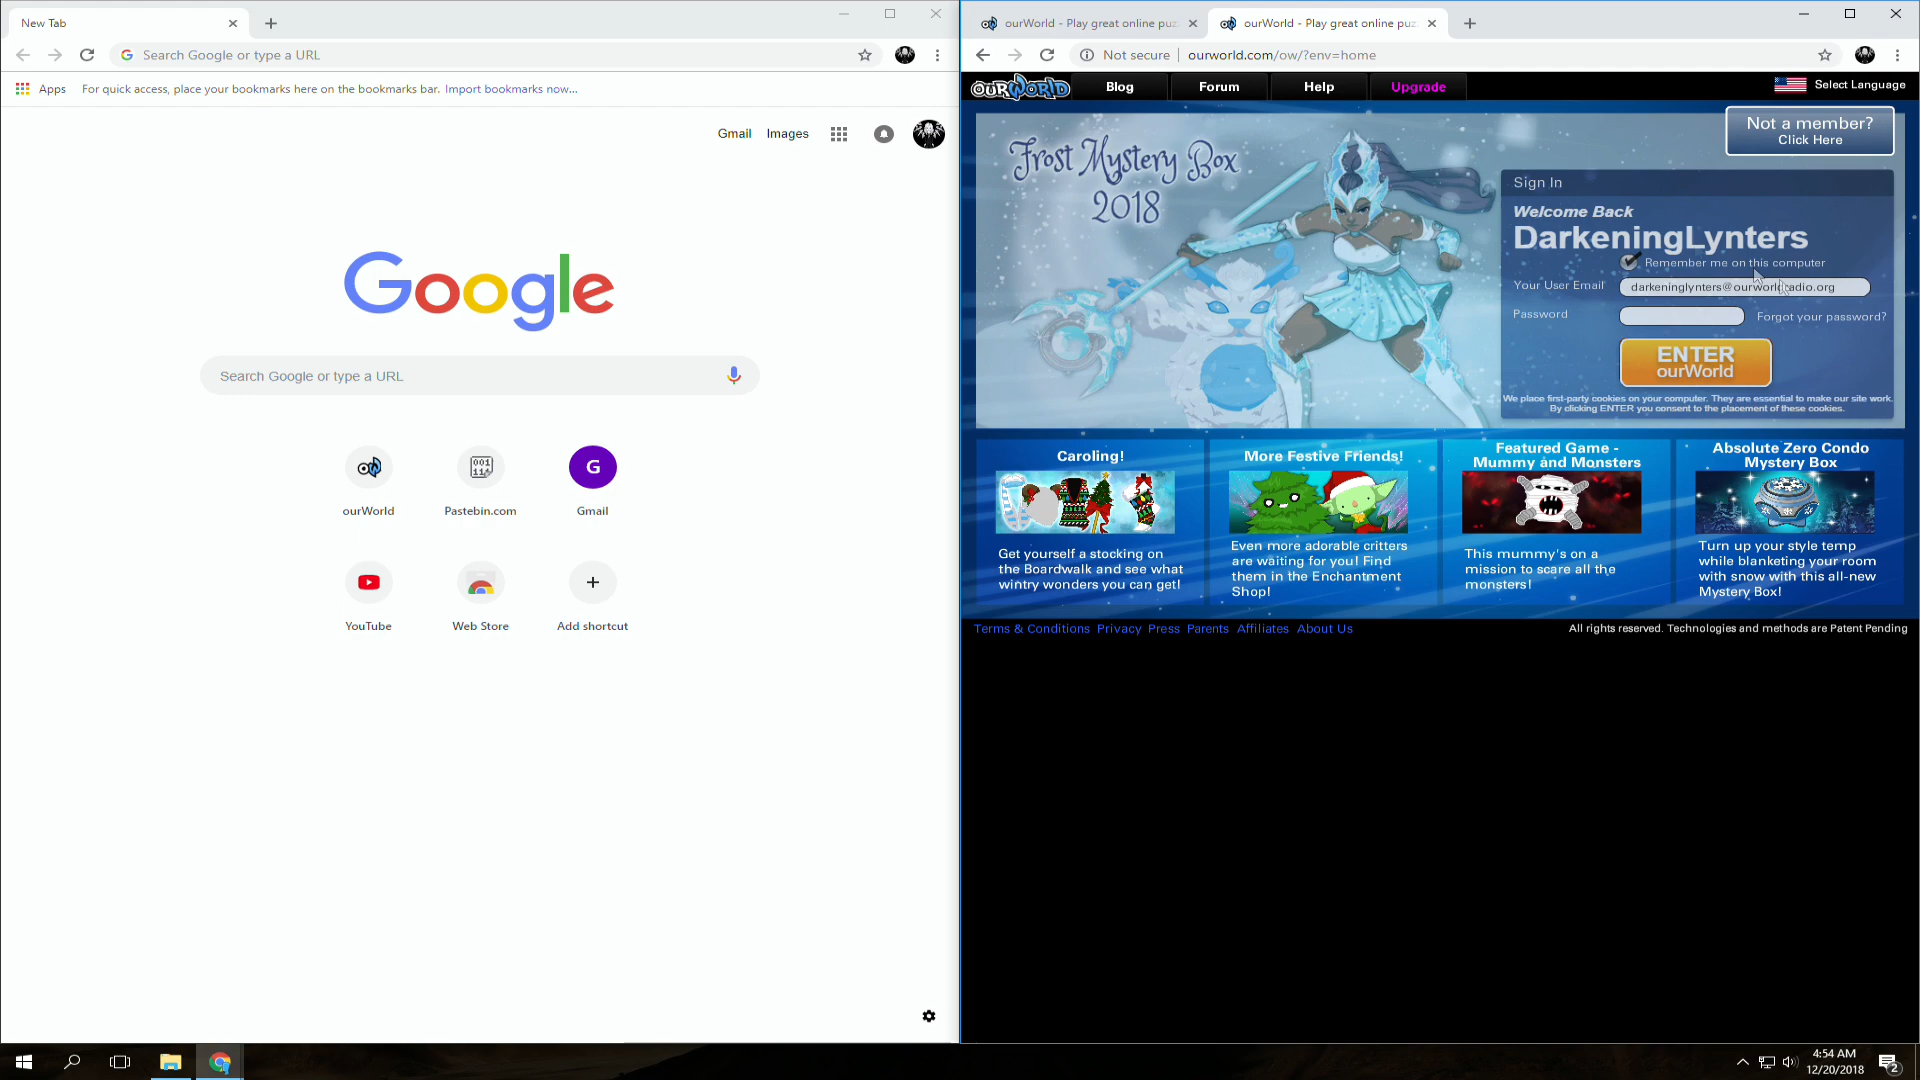 New Tab
Search Google or type a URL
Apps
For quick access, place your bookmarks here on the bookmarks bar. Import bookmarks now...
Gmail
Images
Google
Search Google or type a URL
ourWorld
Pastebin.com
G
Gmail
YouTube
Web Store
Add shortcut
ourWorld - Play great online puz
ourWorld - Play great online puz
Not secure
ourworld.com/ow/?env=home
OURWORLD
Blog
Forum
Help
Upgrade
Select Language
Not a member?
Click Here
Frost Mystery Box
2018
Sign In
Welcome Back
DarkeningLynters
Remember me on this computer
Your User Email
darkeninglynters@ourworldradio.org
Password
Forgot your password?
ENTER
ourWorld
We place first-party cookies on your computer. They are essential to make our site work.
By clicking ENTER you consent to the placement of these cookies.
Caroling!
Get yourself a stocking on
the Boardwalk and see what
wintry wonders you can get!
More Festive Friends!
Even more adorable critters
are waiting for you! Find
them in the Enchantment
Shop!
Featured Game -
Mummy and Monsters
This mummy's on a
mission to scare all the
monsters!
Absolute Zero Condo
Mystery Box
Turn up your style temp
while blanketing your room
with snow with this all-new
Mystery Box!
Terms & Conditions Privacy Press Parents Affiliates About Us
All rights reserved. Technologies and methods are Patent Pending
4:54 AM
12/20/2018
2